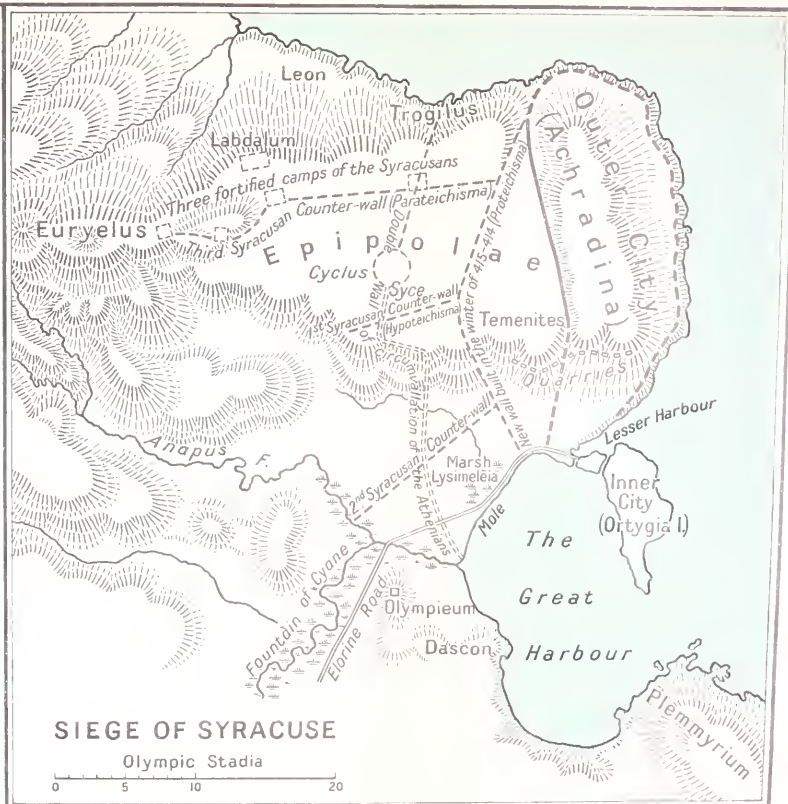 Leon
Trogilus
Outer City
(Achradina)
Labdalum
Three fortified camps of the Syracusans
Counter-wall (Parateichisma)
Third Syracusan
Euryelus
Epipolae
Double Wall of Circumvallation of the Athenians
Cyclus
Syce
1st Syracusan Counter-wall
(Hypoteichisma)
New wall built in the winter of 415-414 (Proteichisma)
Temenites
Quarries
Lesser Harbour
Anapus F.
2nd Syracusan Counter-wall
Marsh
Lysimeleia
Mole
Inner
City
(Ortygia I.)
The
Great
Harbour
Fountain of Cyane
Elorine Road
Olympieum
Dascon
Plemmyrium
SIEGE OF SYRACUSE
Olympic Stadia
0 5 10 20